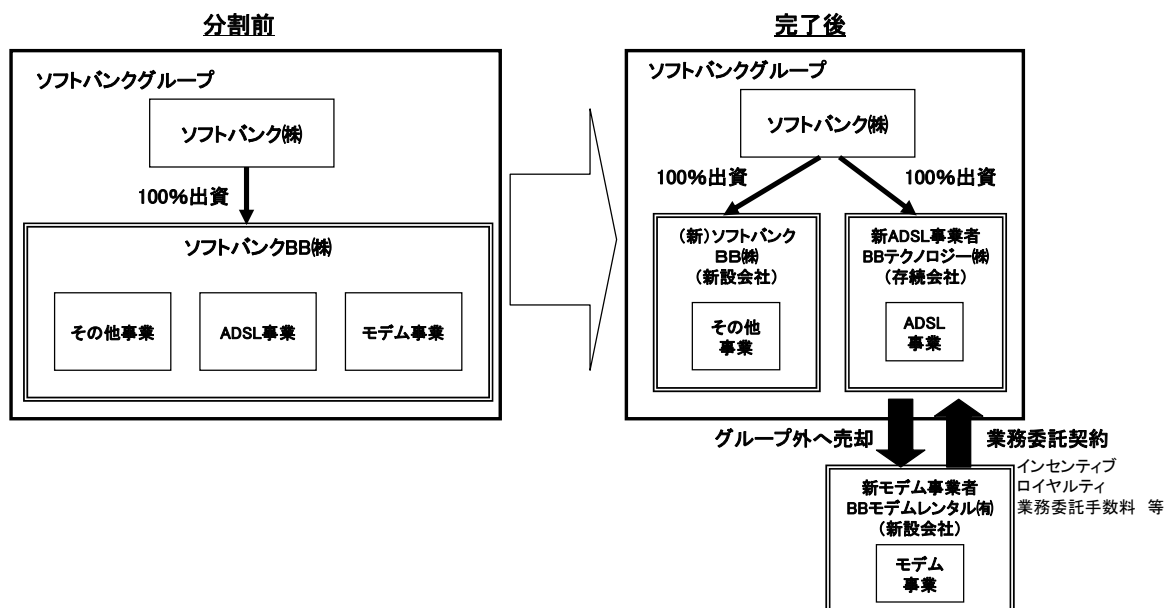 分割前
ソフトバンクグループ
ソフトバンク㈱
100%出資
ソフトバンクBB㈱
その他事業
ADSL事業
モデム事業
完了後
ソフトバンクグループ
ソフトバンク㈱
100%出資
100%出資
(新)ソフトバンク
BB㈱
(新設会社)
その他
事業
新ADSL事業者
BBテクノロジー㈱
(存続会社)
ADSL
事業
グループ外へ売却
業務委託契約
インセンティブ
ロイヤルティ
業務委託手数料 等
新モデム事業者
BBモデムレンタル㈲
(新設会社)
モデム
事業